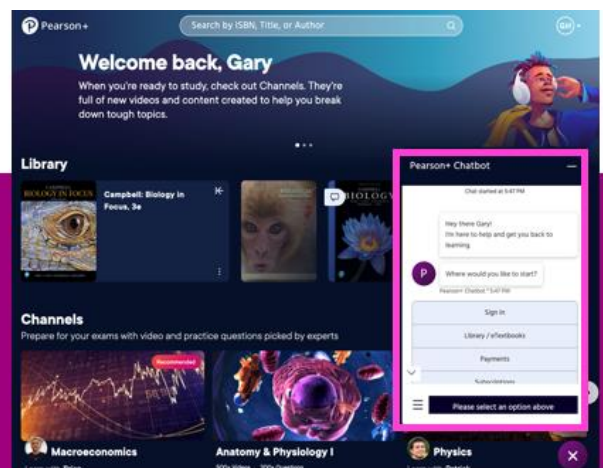 Pearson+
Search by ISBN, Title, or Author
Welcome back, Gary
When you're ready to study, check out Channels. They're
full of new videos and content created to help you break
down tough topics.
Library
CAMPBELL
BIOLOGY IN FOCUS
Campbell: Biology in
Focus, 3e
BIOLOGY
Pearson+ Chatbot
Chat started at 5:47 PM
Hey there Gary!
I'm here to help and get you back to
learning.
P
Where would you like to start?
Pearson+ Chatbot • 5:47 PM
Sign in
Library / eTextbooks
Payments
Subscriptions
Please select an option above
Channels
Prepare for your exams with video and practice questions picked by experts
Recommended
Macroeconomics
Anatomy & Physiology I
Physics